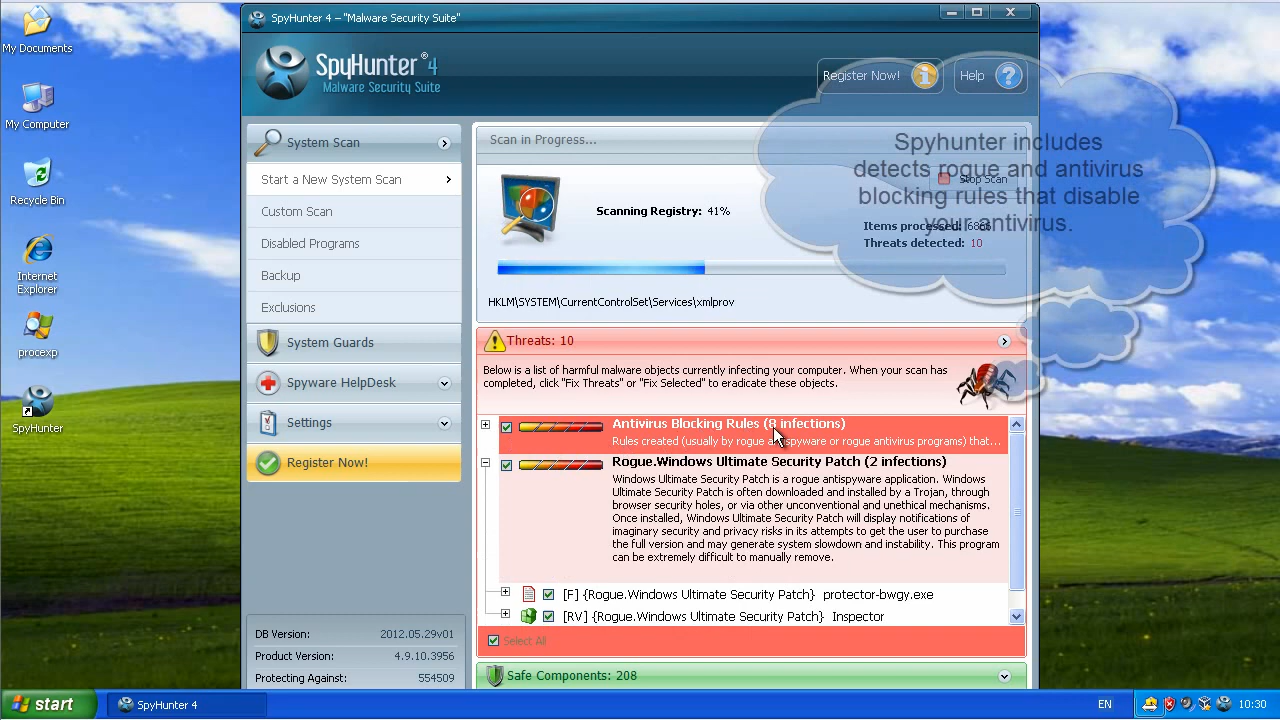 My Documents
My Computer
Recycle Bin
Internet
Explorer
procexp
SpyHunter
SpyHunter 4 – "Malware Security Suite"
SpyHunter® 4
Malware Security Suite
Register Now!
Help
System Scan
Start a New System Scan
Custom Scan
Disabled Programs
Backup
Exclusions
System Guards
Spyware HelpDesk
Settings
Register Now!
DB Version: 2012.05.29v01
Product Version: 4.9.10.3956
Protecting Against: 554509
Scan in Progress...
Stop Scan
Scanning Registry: 41%
Items processed:
Threats detected: 10
HKLM\SYSTEM\CurrentControlSet\Services\xmlprov
Spyhunter includes
detects rogue and antivirus
blocking rules that disable
your antivirus.
Threats: 10
Below is a list of harmful malware objects currently infecting your computer. When your scan has
completed, click "Fix Threats" or "Fix Selected" to eradicate these objects.
Antivirus Blocking Rules (8 infections)
Rules created (usually by rogue antispyware or rogue antivirus programs) that...
Rogue.Windows Ultimate Security Patch (2 infections)
Windows Ultimate Security Patch is a rogue antispyware application. Windows
Ultimate Security Patch is often downloaded and installed by a Trojan, through
browser security holes, or via other unconventional and unethical mechanisms.
Once installed, Windows Ultimate Security Patch will display notifications of
imaginary security and privacy risks in its attempts to get the user to purchase
the full version and may generate system slowdown and instability. This program
can be extremely difficult to manually remove.
[F] {Rogue.Windows Ultimate Security Patch} protector-bwgy.exe
[RV] {Rogue.Windows Ultimate Security Patch} Inspector
Select All
Safe Components: 208
start
SpyHunter 4
EN
10:30